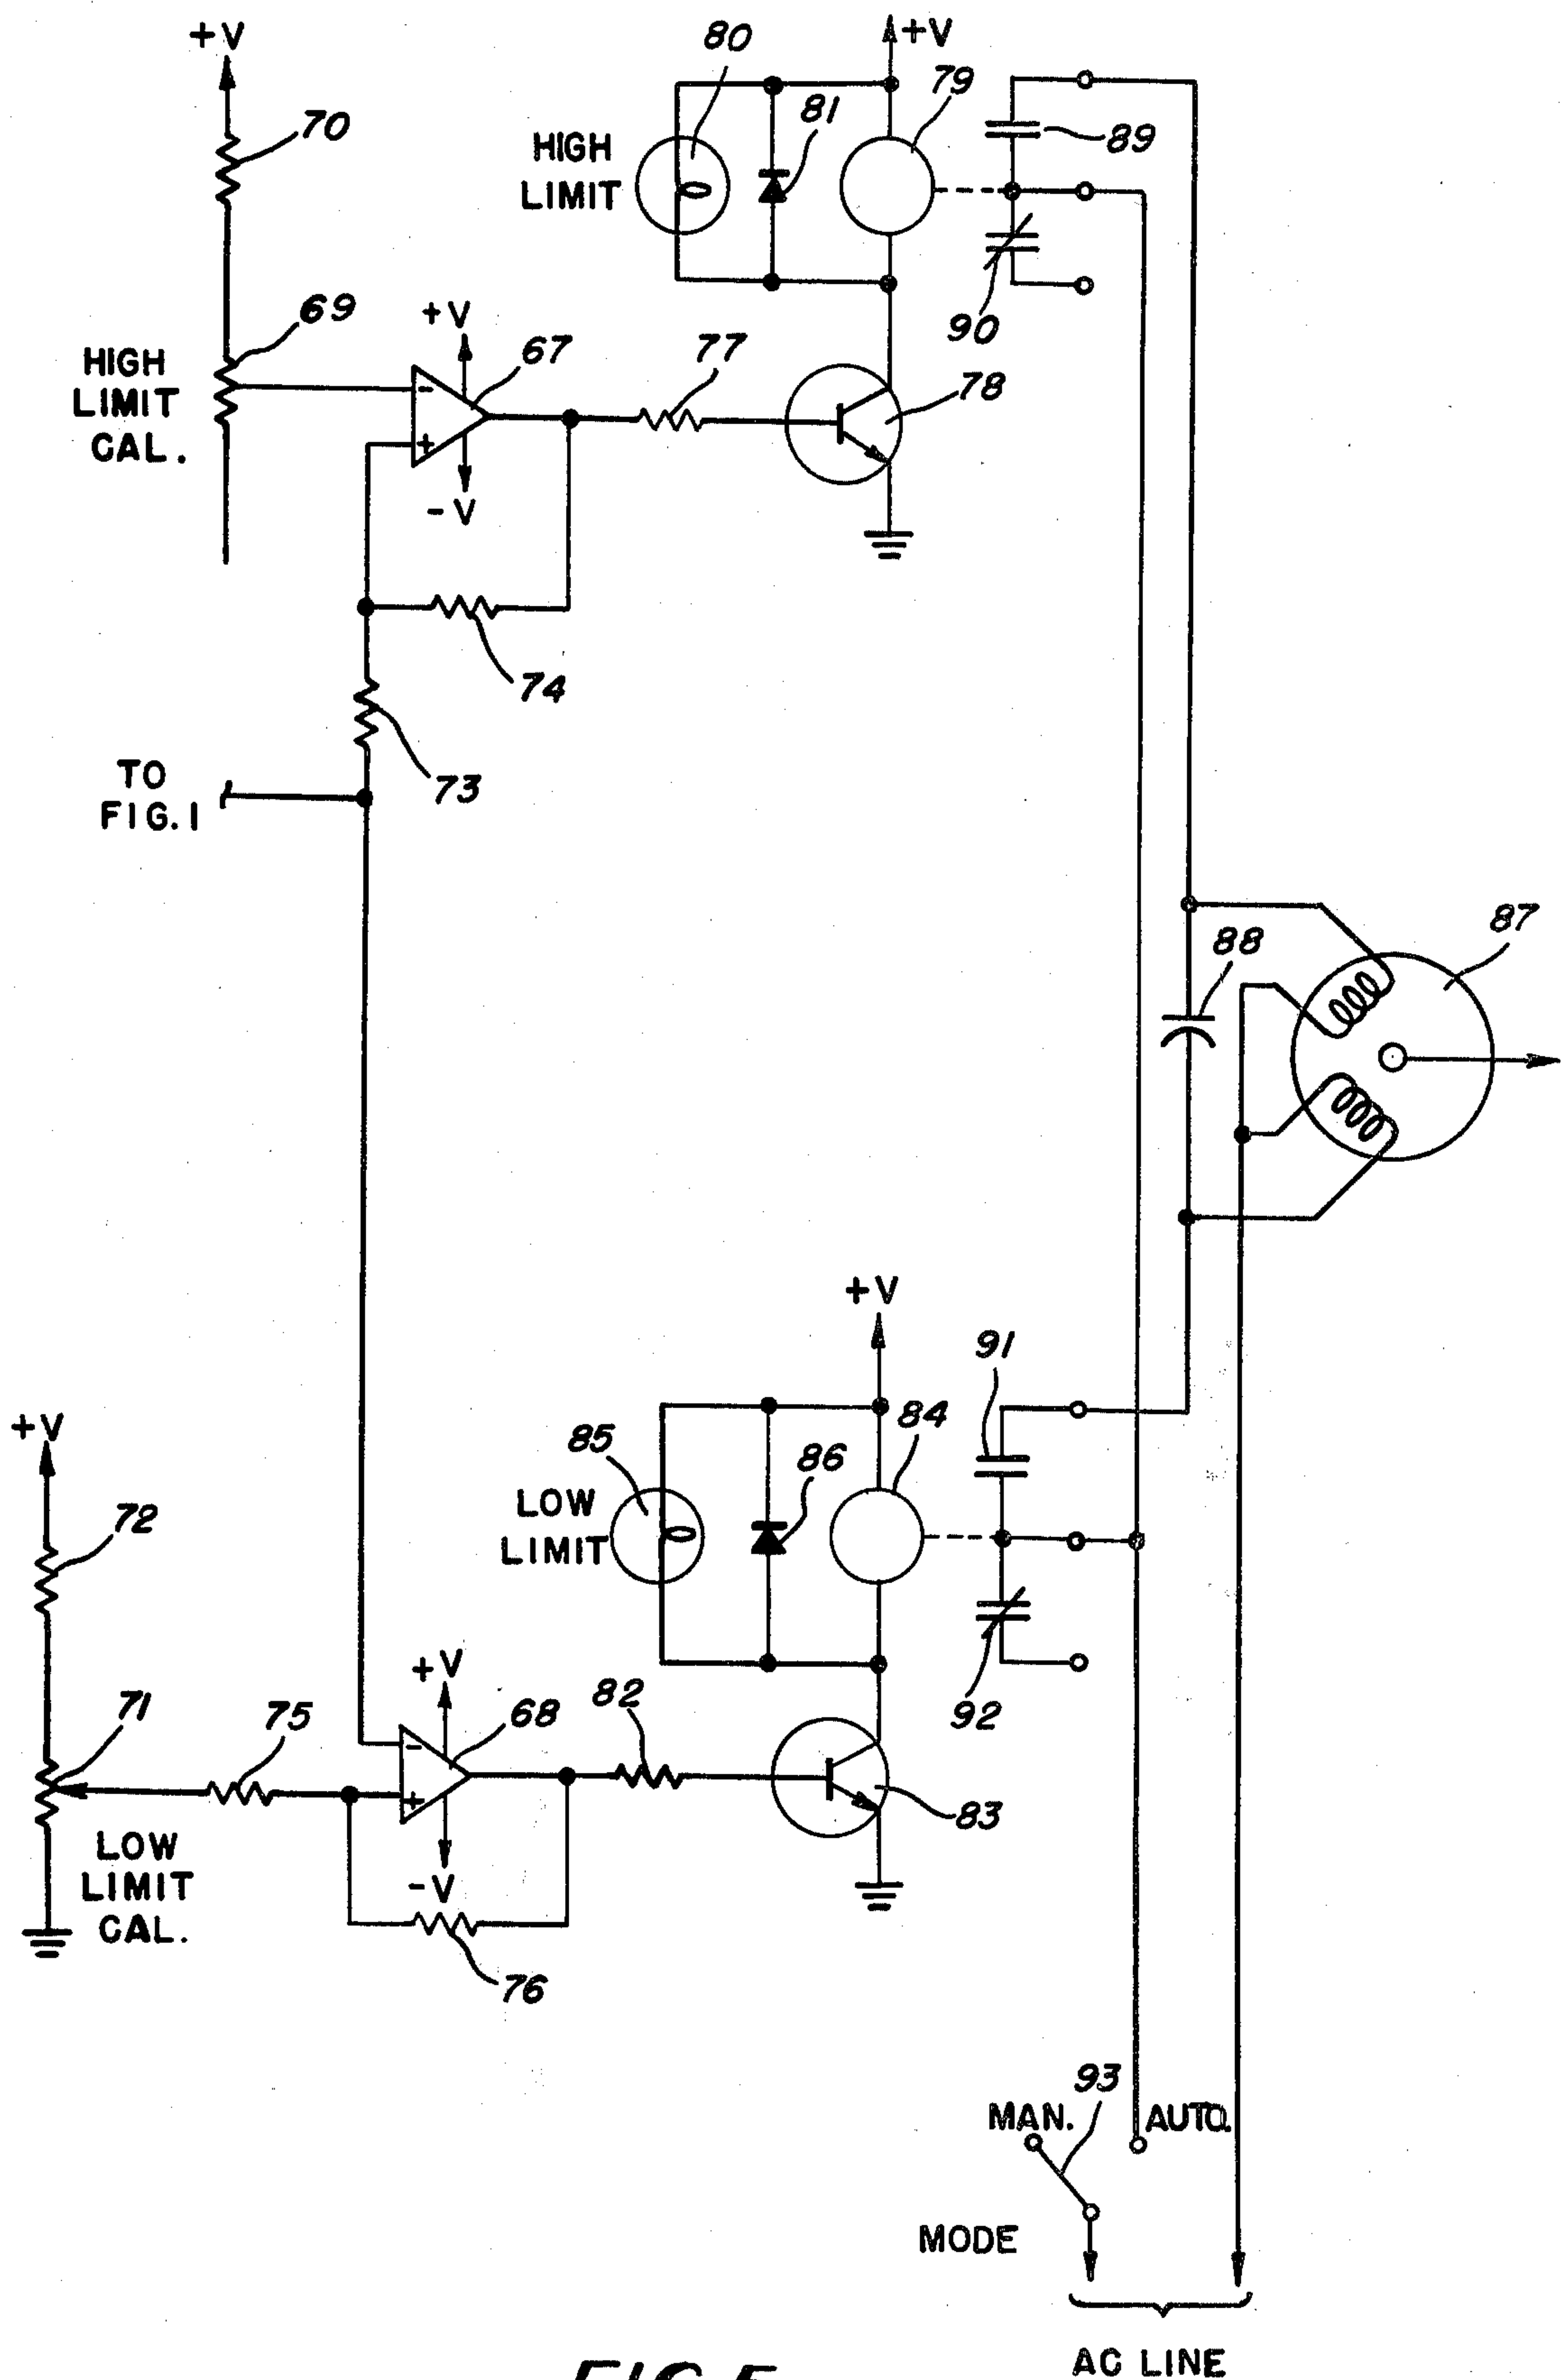 +V
80
+V
79
70
81
HIGH
LIMIT
89
69
+V
90
HIGH
LIMIT
CAL.
67
77
78
-
+
-V
74
TO
FIG. 1
73
87
88
+V
91
+V
85
86
84
LOW
LIMIT
72
+V
82
92
71
75
68
-
+
83
LOW
LIMIT
CAL.
-V
76
93
MAN.
AUTO.
MODE
AC LINE
FIG. 5